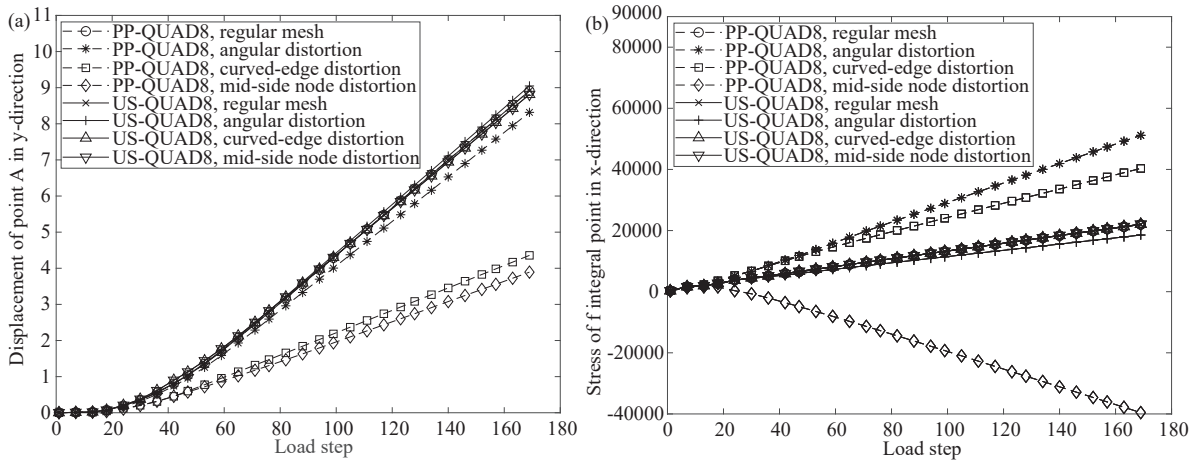 (a)
11
10
9
8
7
6
5
4
3
2
1
0
Displacement of point A in y-direction
PP-QUAD8, regular mesh
PP-QUAD8, angular distortion
PP-QUAD8, curved-edge distortion
PP-QUAD8, mid-side node distortion
US-QUAD8, regular mesh
US-QUAD8, angular distortion
US-QUAD8, curved-edge distortion
US-QUAD8, mid-side node distortion
0 20 40 60 80 100 120 140 160 180
Load step
(b)
90000
80000
60000
40000
20000
0
-20000
-40000
Stress of f integral point in x-direction
PP-QUAD8, regular mesh
PP-QUAD8, angular distortion
PP-QUAD8, curved-edge distortion
PP-QUAD8, mid-side node distortion
US-QUAD8, regular mesh
US-QUAD8, angular distortion
US-QUAD8, curved-edge distortion
US-QUAD8, mid-side node distortion
0 20 40 60 80 100 120 140 160 180
Load step